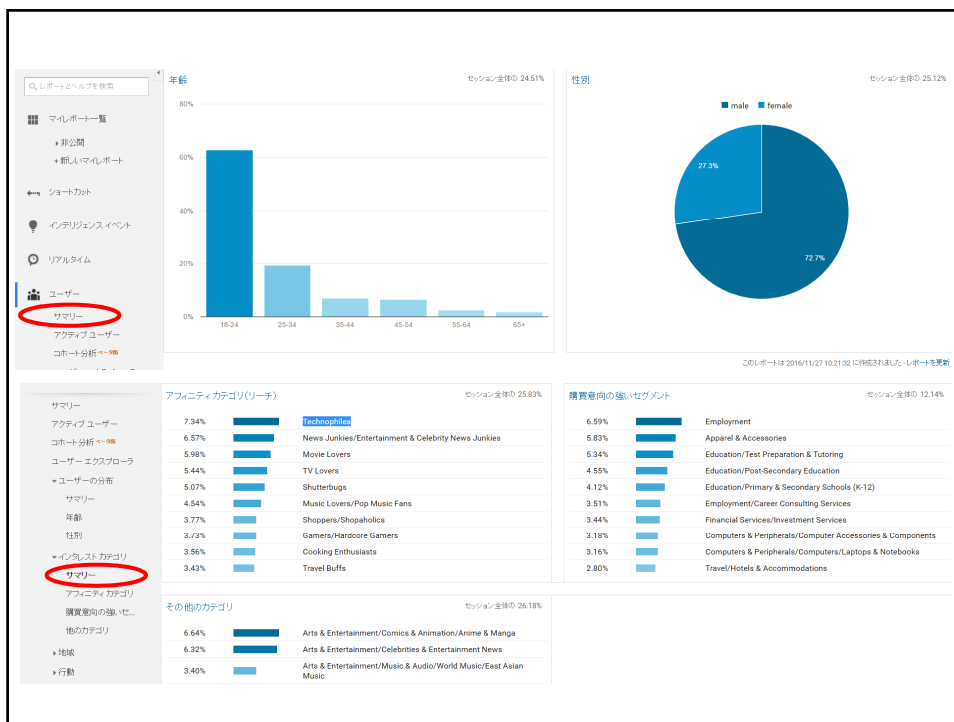 レポートとヘルプを検索
マイレポート一覧
非公開
+新しいマイレポート
ショートカット
インテリジェンス イベント
リアルタイム
ユーザー
サマリー
アクティブ ユーザー
コホート分析 ベータ版
年齢
セッション全体の 24.51%
80%
60%
40%
20%
0%
18-24 25-34 35-44 45-54 55-64 65+
性別
セッション全体の 25.12%
male female
27.3%
72.7%
このレポートは 2016/11/27 10:21:32 に作成されました - レポートを更新
サマリー
アクティブ ユーザー
コホート分析 ベータ版
ユーザー エクスプローラ
ユーザーの分布
サマリー
年齢
性別
インタレスト カテゴリ
サマリー
アフィニティ カテゴリ
購買意向の強いセ...
他のカテゴリ
地域
行動
アフィニティ カテゴリ(リーチ)
セッション全体の 25.83%
7.34% Technophiles
6.57% News Junkies/Entertainment & Celebrity News Junkies
5.98% Movie Lovers
5.44% TV Lovers
5.07% Shutterbugs
4.54% Music Lovers/Pop Music Fans
3.77% Shoppers/Shopaholics
3.73% Gamers/Hardcore Gamers
3.56% Cooking Enthusiasts
3.43% Travel Buffs
購買意向の強いセグメント
セッション全体の 12.14%
6.59% Employment
5.83% Apparel & Accessories
5.34% Education/Test Preparation & Tutoring
4.55% Education/Post-Secondary Education
4.12% Education/Primary & Secondary Schools (K-12)
3.51% Employment/Career Consulting Services
3.44% Financial Services/Investment Services
3.18% Computers & Peripherals/Computer Accessories & Components
3.16% Computers & Peripherals/Computers/Laptops & Notebooks
2.80% Travel/Hotels & Accommodations
その他のカテゴリ
セッション全体の 26.18%
6.64% Arts & Entertainment/Comics & Animation/Anime & Manga
6.32% Arts & Entertainment/Celebrities & Entertainment News
3.40% Arts & Entertainment/Music & Audio/World Music/East Asian
Music